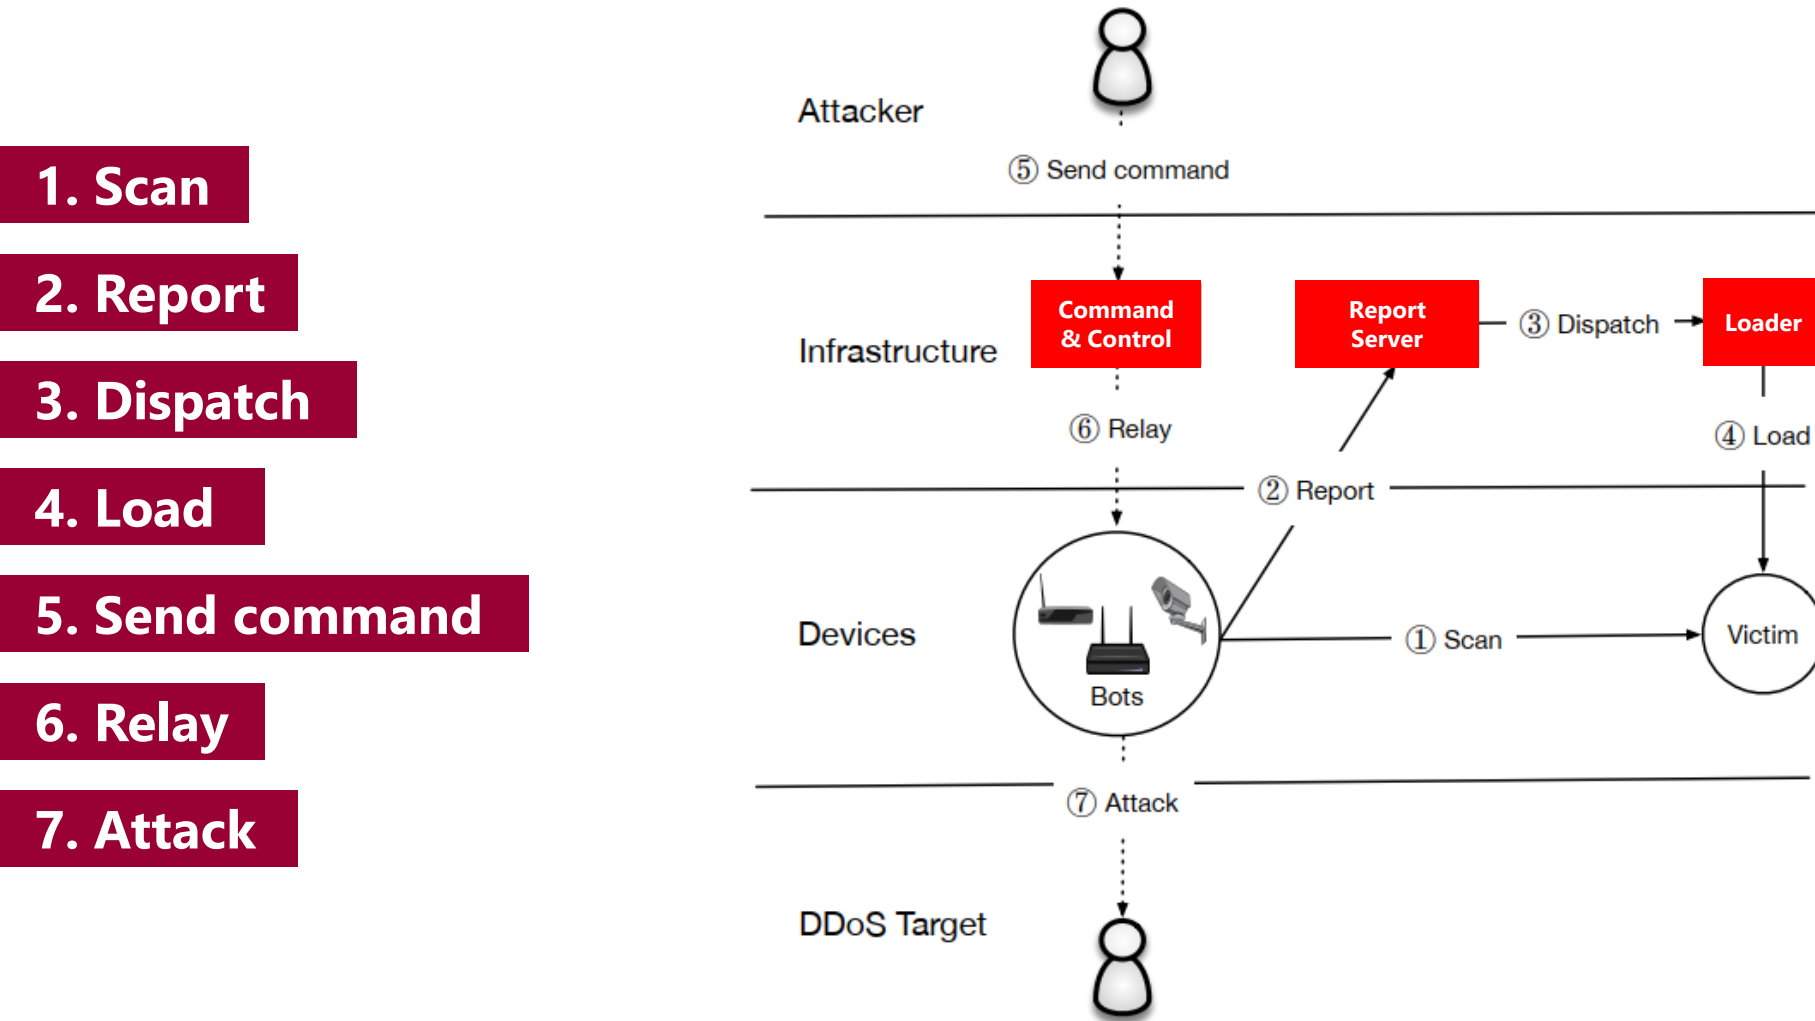 1. Scan
2. Report
3. Dispatch
4. Load
5. Send command
6. Relay
7. Attack
Attacker
⑤ Send command
Infrastructure
Command
& Control
Report
Server
③ Dispatch
Loader
⑥ Relay
④ Load
② Report
Devices
Bots
① Scan
Victim
⑦ Attack
DDoS Target